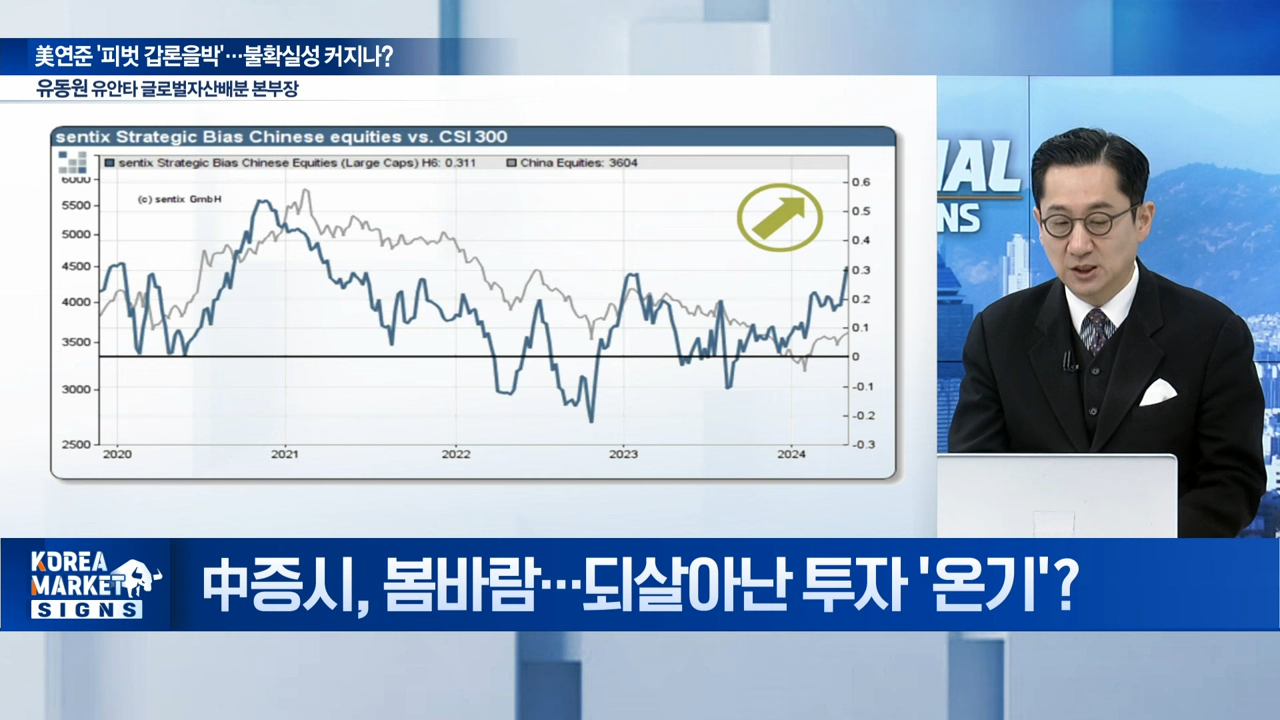 美연준 '피벗 갑론을박'…불확실성 커지나?
유동원 유안타 글로벌자산배분 본부장
sentix Strategic Bias Chinese equities vs. CSI 300
sentix Strategic Bias Chinese Equities (Large Caps) H6: 0.311
China Equities: 3604
(c) sentix GmbH
6000
5500
5000
4500
4000
3500
3000
2500
0.6
0.5
0.4
0.3
0.2
0.1
0
-0.1
-0.2
-0.3
2020
2021
2022
2023
2024
NAL
NS
KOREA
MARKET
SIGNS
中증시, 봄바람…되살아난 투자 '온기'?